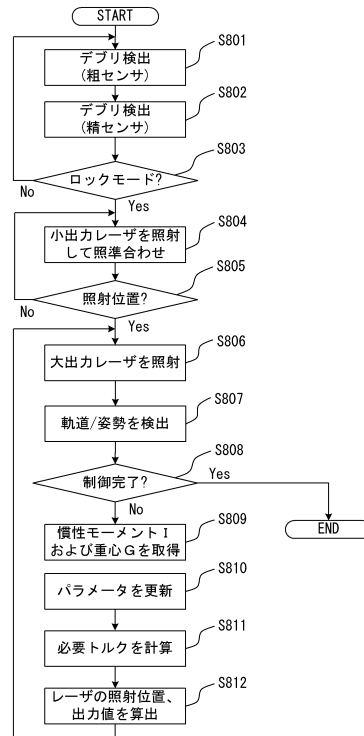 START
デブリ検出
(粗センサ)
S801
デブリ検出
(精センサ)
S802
ロックモード?
S803
No
Yes
小出力レーザを照射
して照準合わせ
S804
照射位置?
S805
No
Yes
大出力レーザを照射
S806
軌道/姿勢を検出
S807
制御完了?
S808
Yes
No
END
慣性モーメントI
および重心Gを取得
S809
パラメータを更新
S810
必要トルクを計算
S811
レーザの照射位置、
出力値を算出
S812